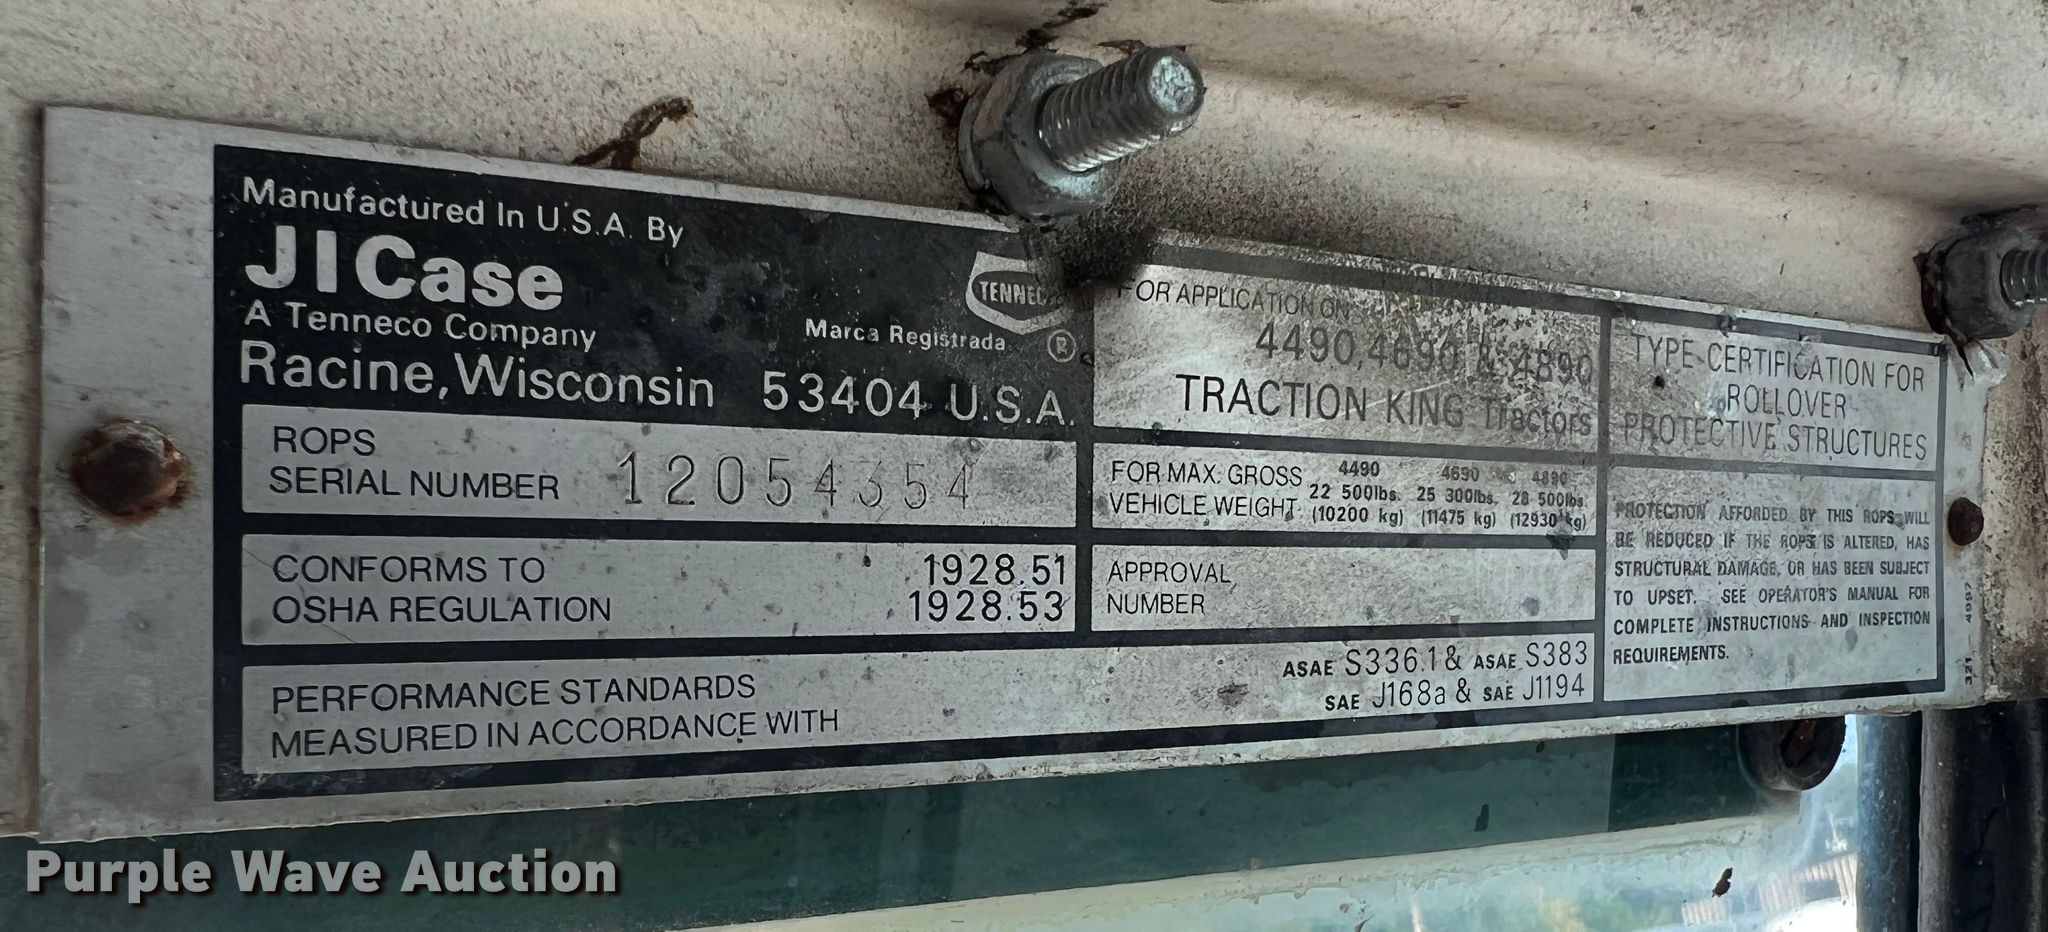 Manufactured In U.S.A. By
JI Case
A Tenneco Company
Racine, Wisconsin 53404 U.S.A.
TENNECO
Marca Registrada ®
ROPS
SERIAL NUMBER 12054354
CONFORMS TO 1928.51
OSHA REGULATION 1928.53
PERFORMANCE STANDARDS
MEASURED IN ACCORDANCE WITH
ASAE S336.1 & ASAE S383
SAE J168a & SAE J1194
FOR APPLICATION ON
4490, 4690 & 4890
TRACTION KING Tractors
FOR MAX. GROSS
VEHICLE WEIGHT
4490 4690 4890
22 500lbs. 25 300lbs. 28 500lbs.
(10200 kg) (11475 kg) (12930 kg)
APPROVAL
NUMBER
TYPE-CERTIFICATION FOR
ROLLOVER
PROTECTIVE STRUCTURES
PROTECTION AFFORDED BY THIS ROPS WILL
BE REDUCED IF THE ROPS IS ALTERED, HAS
STRUCTURAL DAMAGE, OR HAS BEEN SUBJECT
TO UPSET. SEE OPERATOR'S MANUAL FOR
COMPLETE INSTRUCTIONS AND INSPECTION
REQUIREMENTS.
Purple Wave Auction